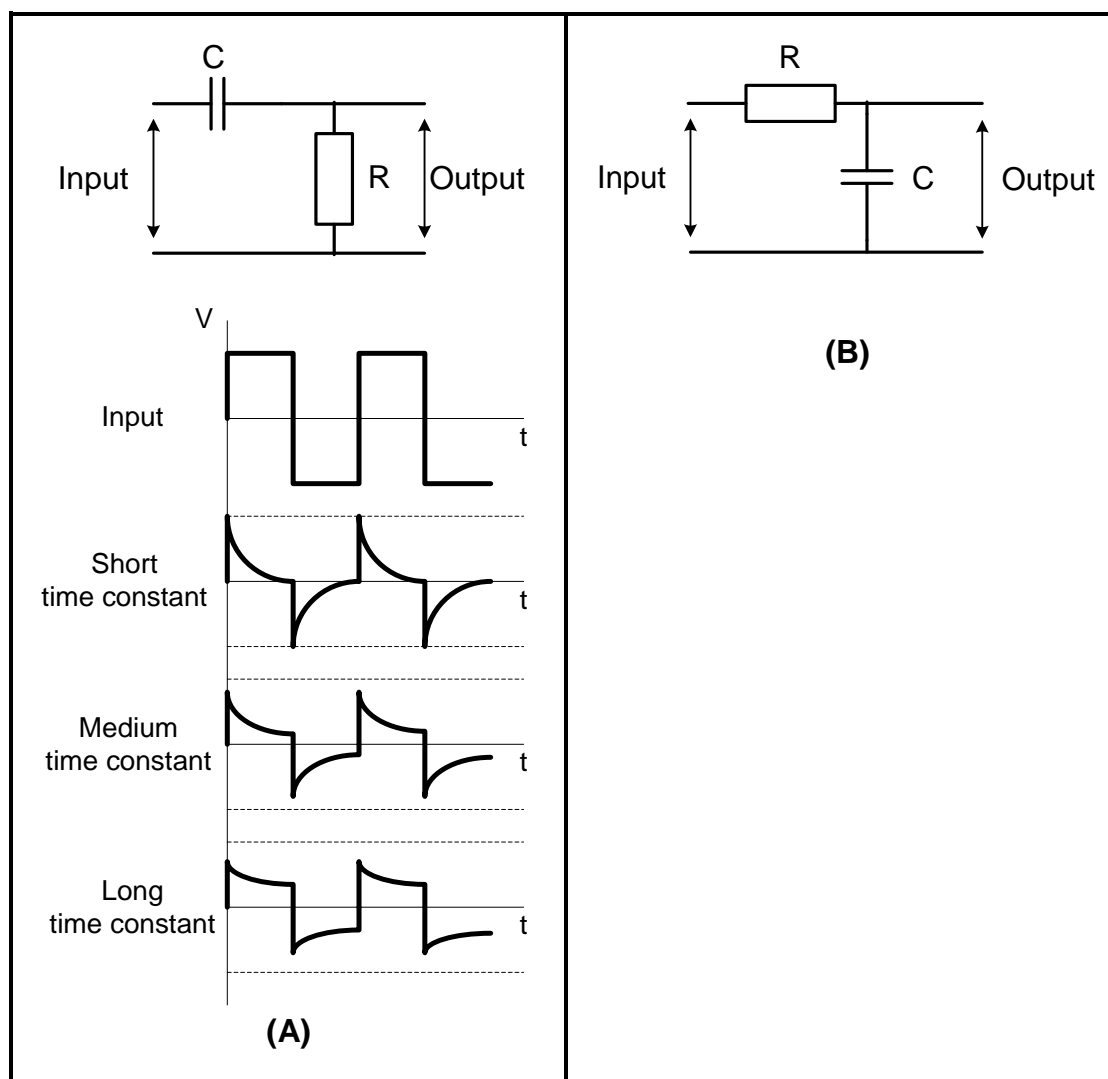 C
Input
R
Output
V
Input
t
Short
time constant
t
Medium
time constant
t
Long
time constant
t
(A)
R
Input
C
Output
(B)